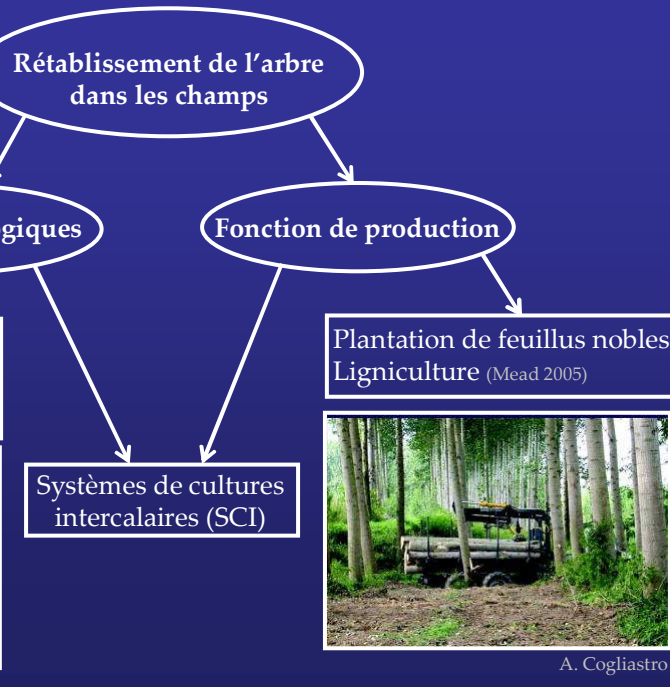 Rétablissement de l'arbre
dans les champs
giques
Fonction de production
Plantation de feuillus nobles
Ligniculture (Mead 2005)
Systèmes de cultures
intercalaires (SCI)
A. Cogliastro